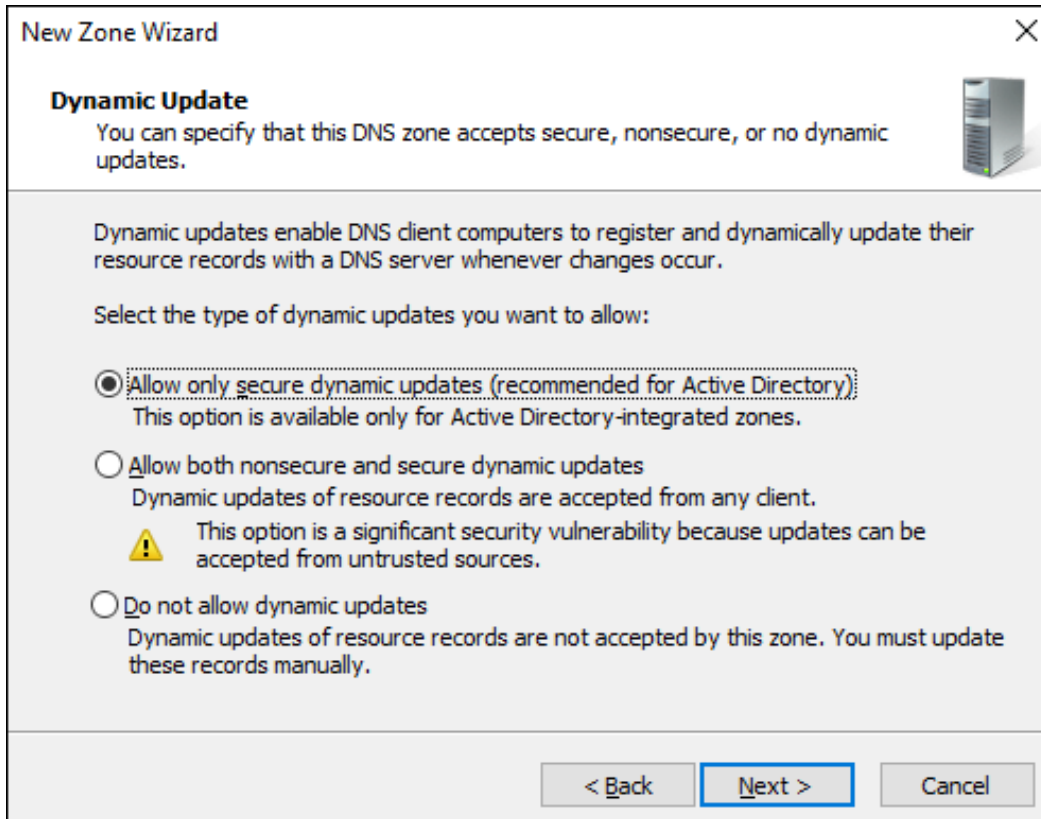 New Zone Wizard
Dynamic Update
You can specify that this DNS zone accepts secure, nonsecure, or no dynamic
updates.
Dynamic updates enable DNS client computers to register and dynamically update their
resource records with a DNS server whenever changes occur.
Select the type of dynamic updates you want to allow:
Allow only secure dynamic updates (recommended for Active Directory)
This option is available only for Active Directory-integrated zones.
Allow both nonsecure and secure dynamic updates
Dynamic updates of resource records are accepted from any client.
This option is a significant security vulnerability because updates can be
accepted from untrusted sources.
Do not allow dynamic updates
Dynamic updates of resource records are not accepted by this zone. You must update
these records manually.
< Back Next > Cancel